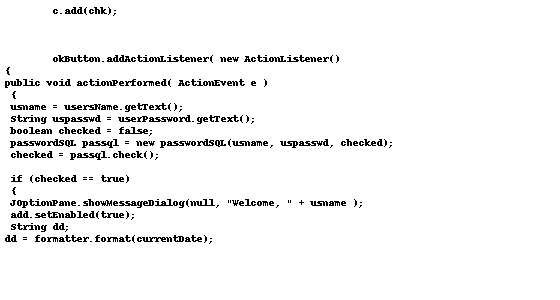 c.add(chk);
okButton.addActionListener( new ActionListener()
{
public void actionPerformed( ActionEvent e )
{
usname = usersName.getText();
String uspasswd = userPassword.getText();
boolean checked = false;
passwordSQL passql = new passwordSQL(usname, uspasswd, checked);
checked = passql.check();
if (checked == true)
{
JOptionPane.showMessageDialog(null, "Welcome, " + usname );
add.setEnabled(true);
String dd;
dd = formatter.format(currentDate);